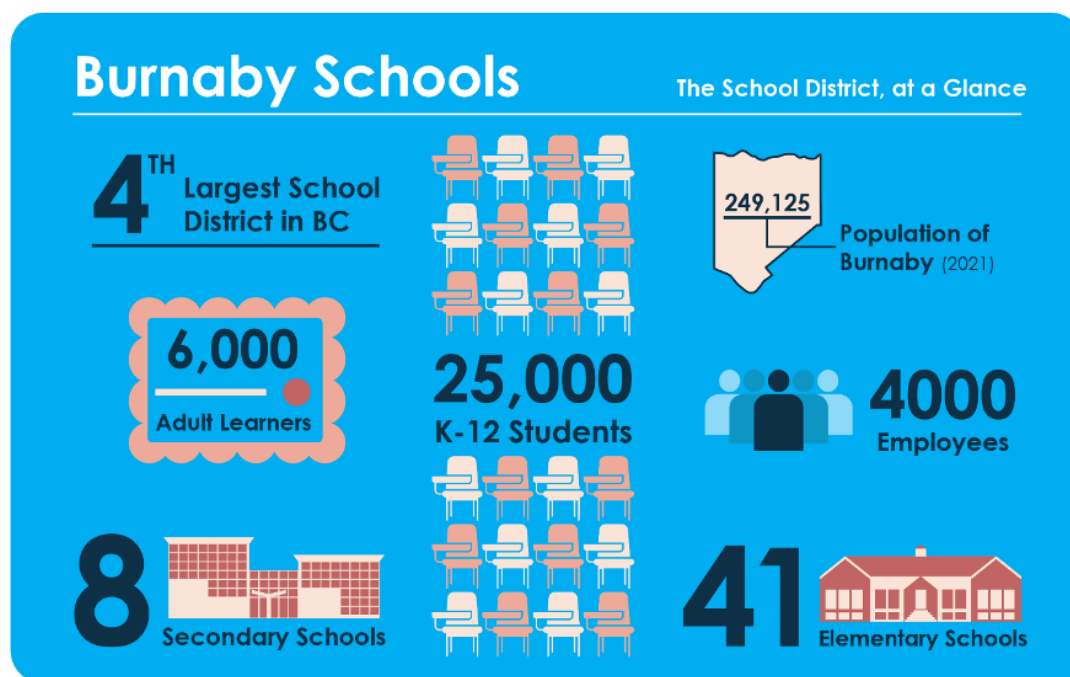 Burnaby Schools
The School District, at a Glance
4TH
Largest School
District in BC
249,125
Population of
Burnaby (2021)
6,000
Adult Learners
25,000
K-12 Students
4000
Employees
8
Secondary Schools
41
Elementary Schools